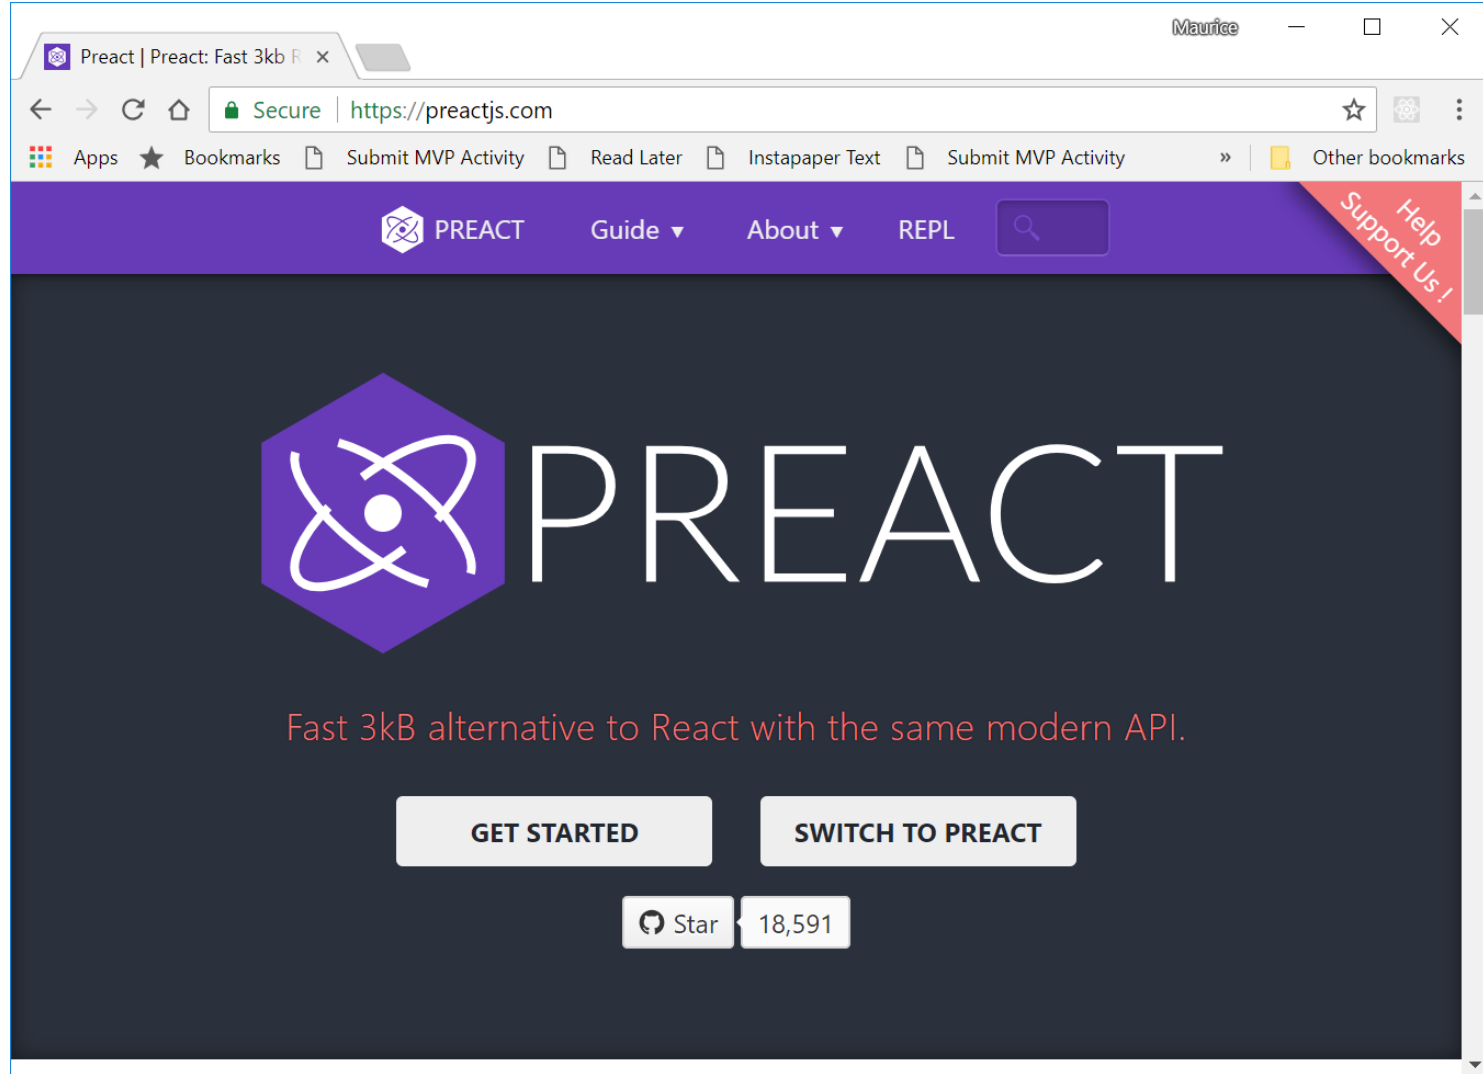 Maurice
Preact | Preact: Fast 3kb R
Secure https://preactjs.com
Apps Bookmarks Submit MVP Activity Read Later Instapaper Text Submit MVP Activity » Other bookmarks
PREACT Guide ▼ About ▼ REPL
Help
Support Us !
PREACT
Fast 3kB alternative to React with the same modern API.
GET STARTED SWITCH TO PREACT
Star 18,591